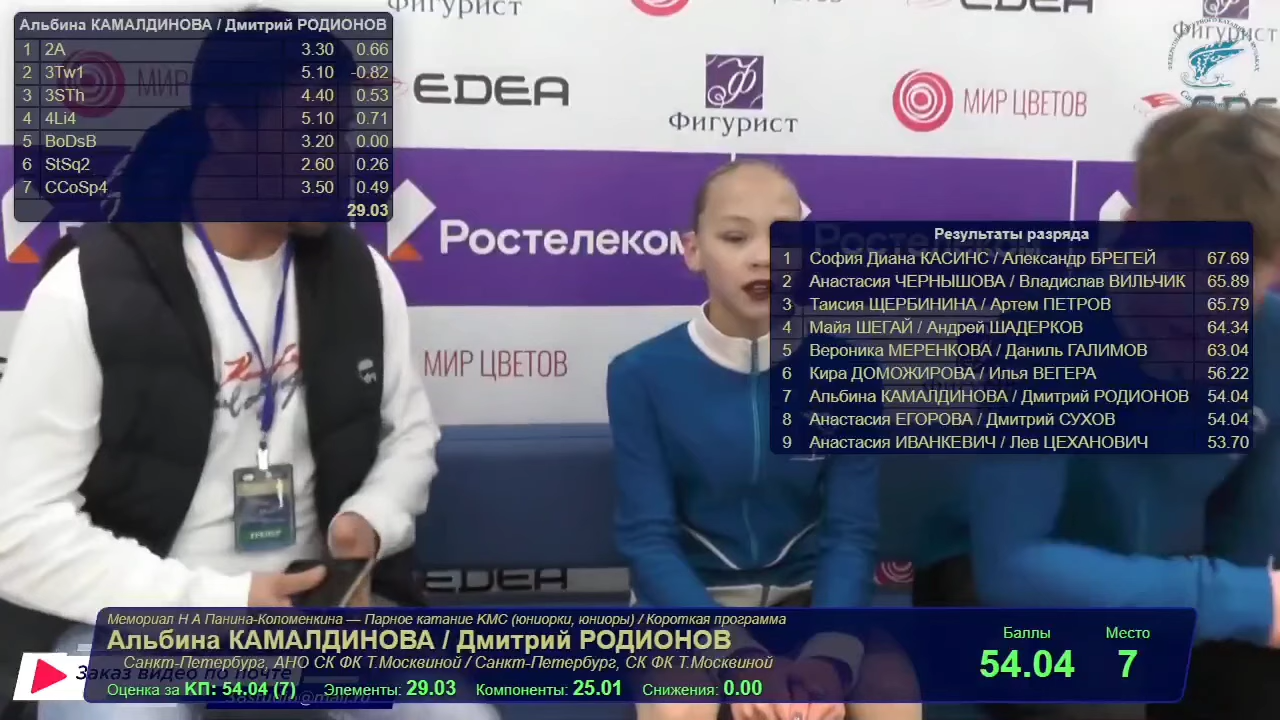 Альбина КАМАЛДИНОВА / Дмитрий РОДИОНОВ
1 2A 3.30 0.66
2 3Tw1 5.10 -0.82
3 3STh 4.40 0.53
4 4Li4 5.10 0.71
5 BoDsB 3.20 0.00
6 StSq2 2.60 0.26
7 CCoSp4 3.50 0.49
29.03
Фигурист
Фигурист
МИР
EDEA
Фигурист
МИР ЦВЕТОВ
EDEA
Ростелеком
Ростелеком
МИР ЦВЕТОВ
Результаты разряда
1 София Диана КАСИНС / Александр БРЕГЕЙ 67.69
2 Анастасия ЧЕРНЫШОВА / Владислав ВИЛЬЧИК 65.89
3 Таисия ЩЕРБИНИНА / Артем ПЕТРОВ 65.79
4 Майя ШЕГАЙ / Андрей ШАДЕРКОВ 64.34
5 Вероника МЕРЕНКОВА / Даниль ГАЛИМОВ 63.04
6 Кира ДОМОЖИРОВА / Илья ВЕГЕРА 56.22
7 Альбина КАМАЛДИНОВА / Дмитрий РОДИОНОВ 54.04
8 Анастасия ЕГОРОВА / Дмитрий СУХОВ 54.04
9 Анастасия ИВАНКЕВИЧ / Лев ЦЕХАНОВИЧ 53.70
ТРЕНЕР
EDEA
Мемориал Н А Панина-Коломенкина — Парное катание КМС (юниорки, юниоры) / Короткая программа
Альбина КАМАЛДИНОВА / Дмитрий РОДИОНОВ
Санкт-Петербург, АНО СК ФК Т.Москвиной / Санкт-Петербург, СК ФК Т.Москвиной
Заказ видео по почте
Оценка за КП: 54.04 (7) Элементы: 29.03 Компоненты: 25.01 Снижения: 0.00
Баллы Место
54.04 7